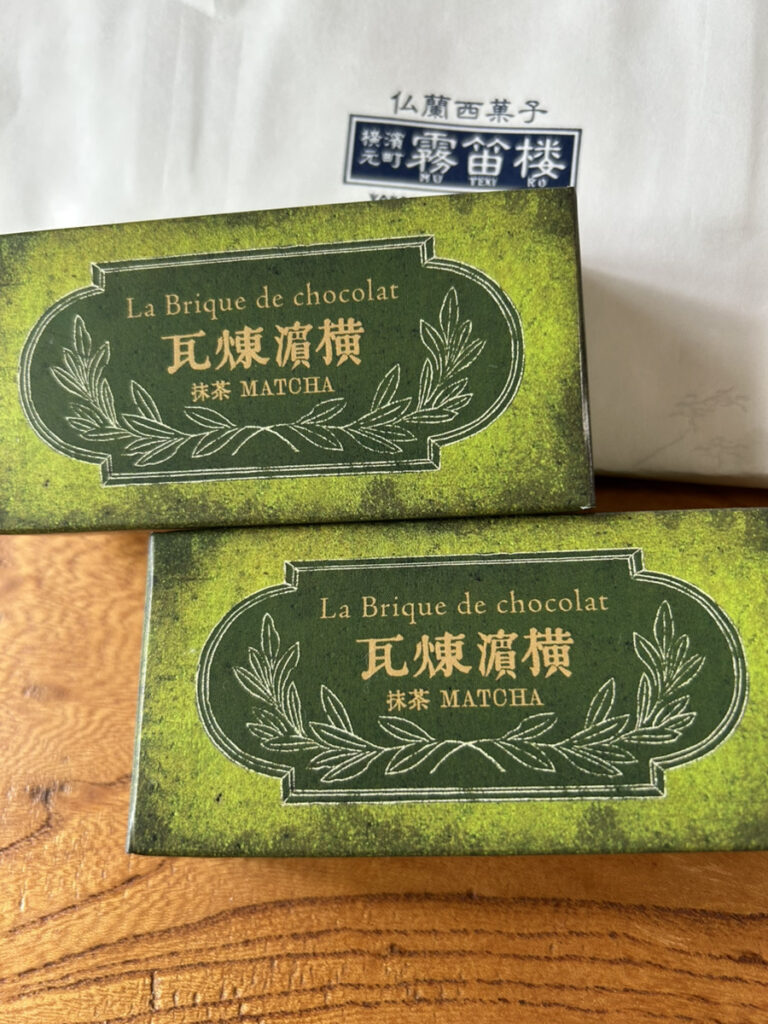 仏蘭西菓子
横濱
元町
霧笛楼
MU TEKI RO
La Brique de chocolat
瓦煉濱横
抹茶 MATCHA
La Brique de chocolat
瓦煉濱横
抹茶 MATCHA